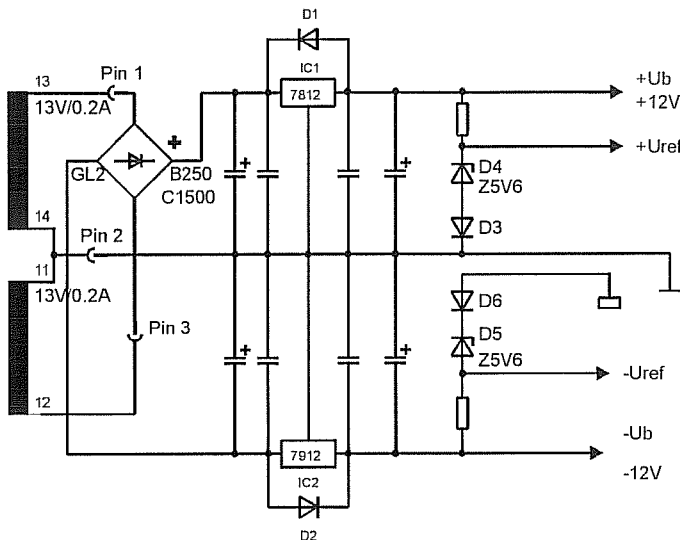 D1
13
Pin 1
IC1
+Ub
13V/0.2A
7812
+12V
+
+Uref
GL2
B250
C1500
+
+
D4
Z5V6
14
Pin 2
D3
11
13V/0.2A
D6
Pin 3
+
+
D5
Z5V6
-Uref
12
-Ub
7912
-12V
IC2
D2